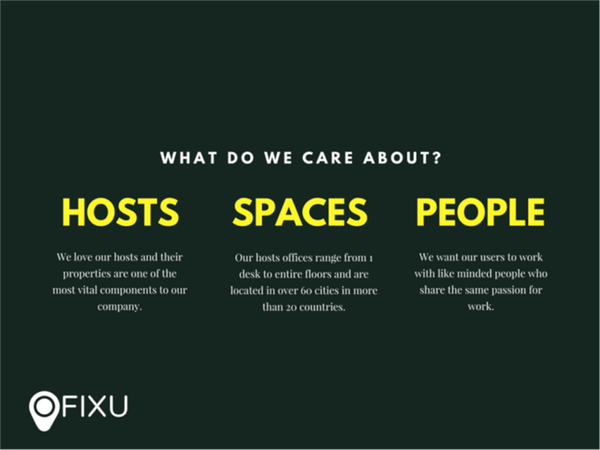 WHAT DO WE CARE ABOUT?
HOSTS
We love our hosts and their
properties are one of the
most vital components to our
company.
SPACES
Our hosts offices range from 1
desk to entire floors and are
located in over 60 cities in more
than 20 countries.
PEOPLE
We want our users to work
with like minded people who
share the same passion for
work.
OFIXU